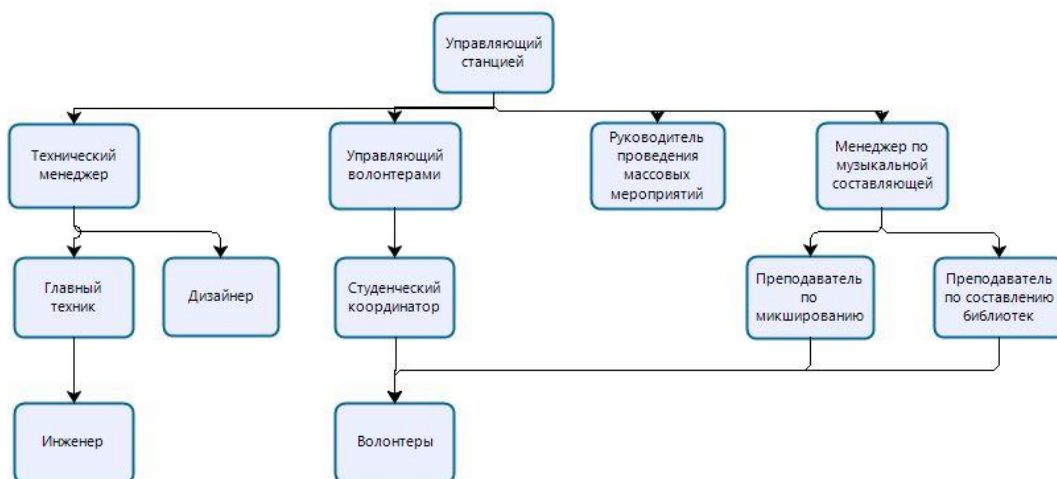 Управляющий
станцией
Технический
менеджер
Управляющий
волонтерами
Руководитель
проведения
массовых
мероприятий
Менеджер по
музыкальной
составляющей
Главный
техник
Дизайнер
Студенческий
координатор
Преподаватель
по
микшированию
Преподаватель
по составлению
библиотек
Инженер
Волонтеры